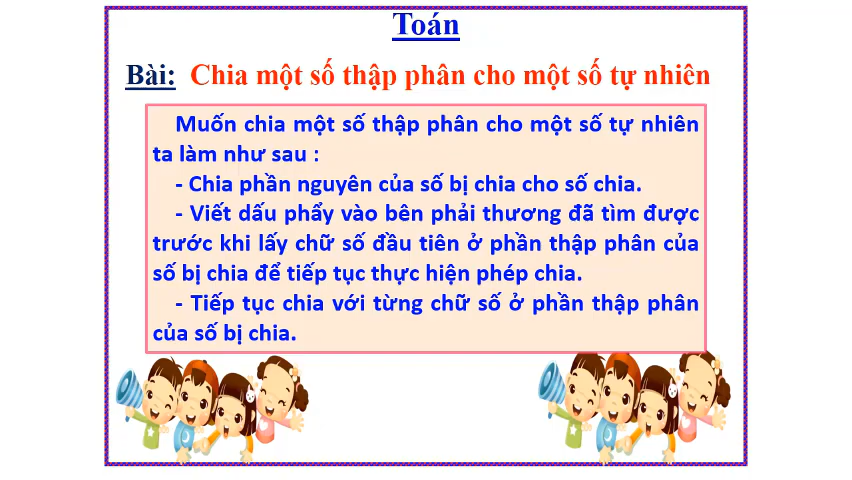 Toán
Bài: Chia một số thập phân cho một số tự nhiên
Muốn chia một số thập phân cho một số tự nhiên
ta làm như sau :
- Chia phần nguyên của số bị chia cho số chia.
- Viết dấu phẩy vào bên phải thương đã tìm được
trước khi lấy chữ số đầu tiên ở phần thập phân của
số bị chia để tiếp tục thực hiện phép chia.
- Tiếp tục chia với từng chữ số ở phần thập phân
của số bị chia.